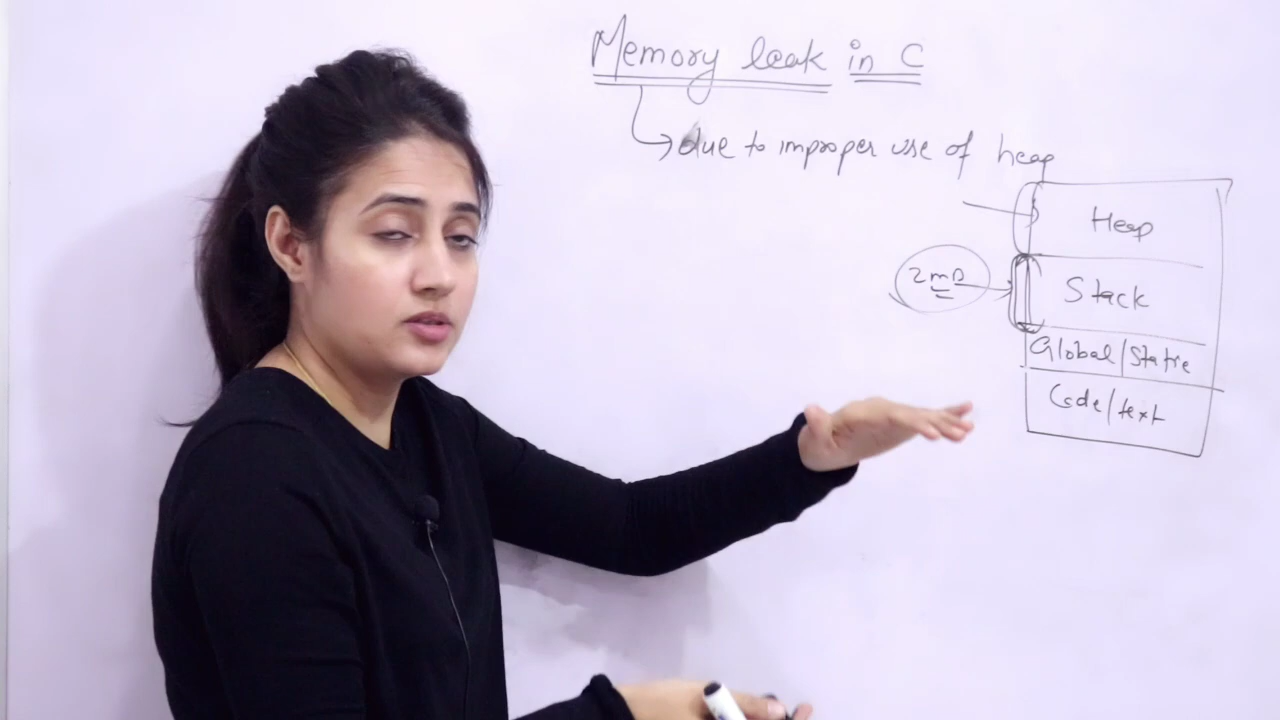 Memory leak in C
due to improper use of heap
Heap
2mB
Stack
Global/Static
Code/text